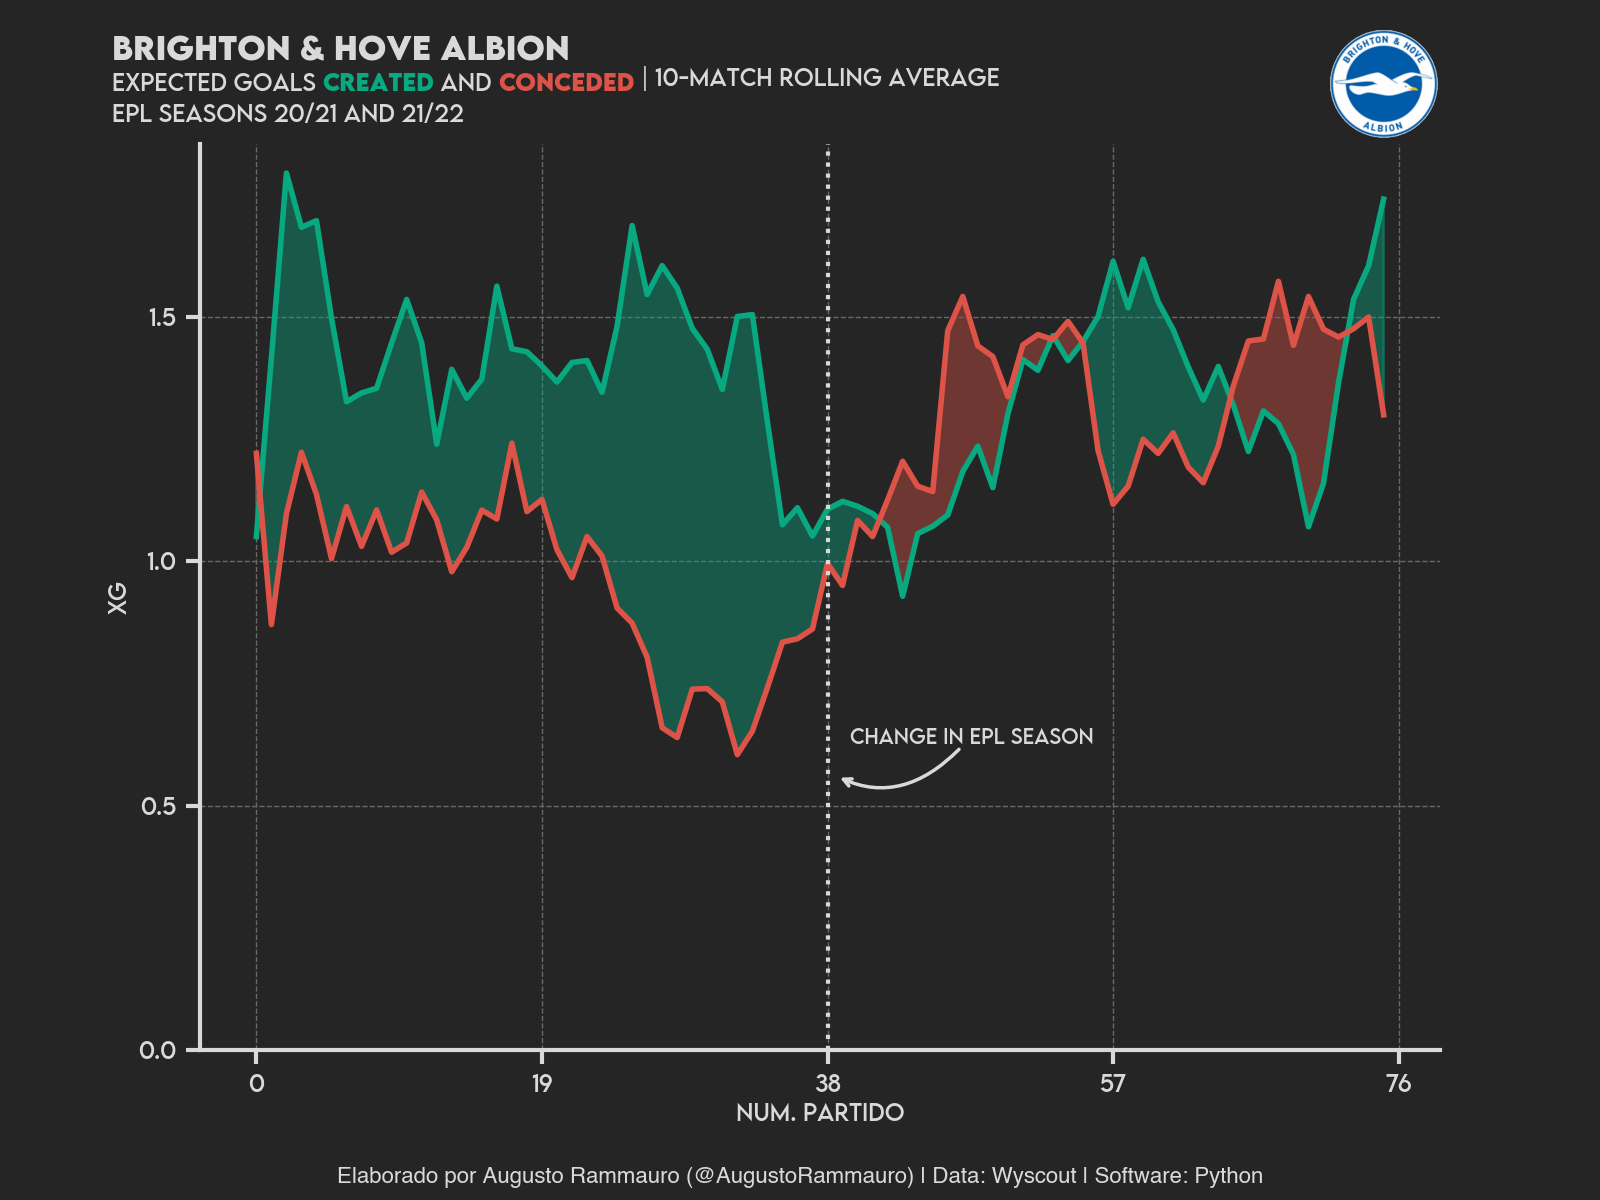 BRIGHTON & HOVE ALBION
EXPECTED GOALS CREATED AND CONCEDED | 10-MATCH ROLLING AVERAGE
EPL SEASONS 20/21 AND 21/22
BRIGHTON & HOVE
ALBION
1.5
1.0
XG
CHANGE IN EPL SEASON
0.5
0.0
0 19 38 57 76
NUM. PARTIDO
Elaborado por Augusto Rammauro (@AugustoRammauro) | Data: Wyscout | Software: Python